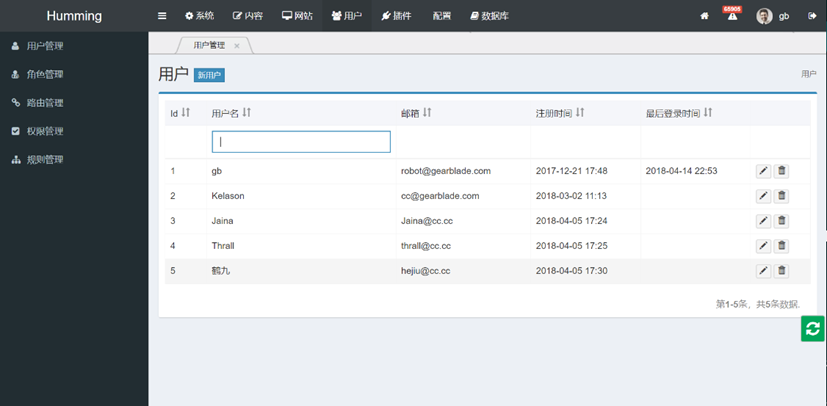 Humming
系统 内容 网站 用户 插件 配置 数据库 65905 gb
用户管理
角色管理
路由管理
权限管理
规则管理
用户管理 ×
用户 新用户 用户
Id 用户名 邮箱 注册时间 最后登录时间
1 gb robot@gearblade.com 2017-12-21 17:48 2018-04-14 22:53
2 Kelason cc@gearblade.com 2018-03-02 11:13
3 Jaina Jaina@cc.cc 2018-04-05 17:24
4 Thrall thrall@cc.cc 2018-04-05 17:25
5 鹤九 hejiu@cc.cc 2018-04-05 17:30
第1-5条，共5条数据.